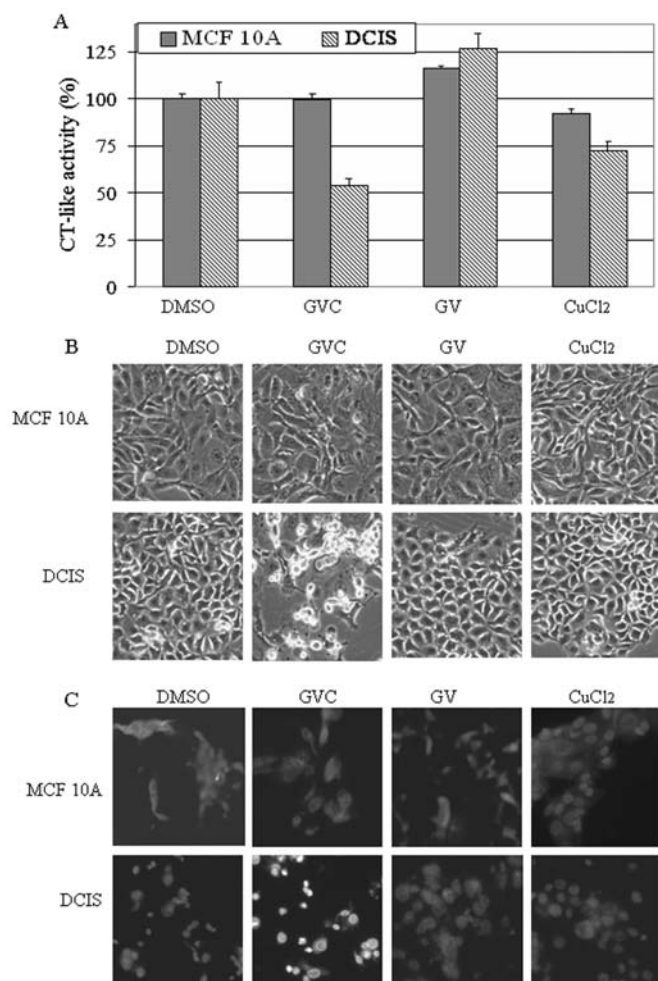 A
MCF 10A DCIS
CT-like activity (%)
125
100
75
50
25
0
DMSO GVC GV CuCl2
B
DMSO GVC GV CuCl2
MCF 10A
DCIS
C
DMSO GVC GV CuCl2
MCF 10A
DCIS